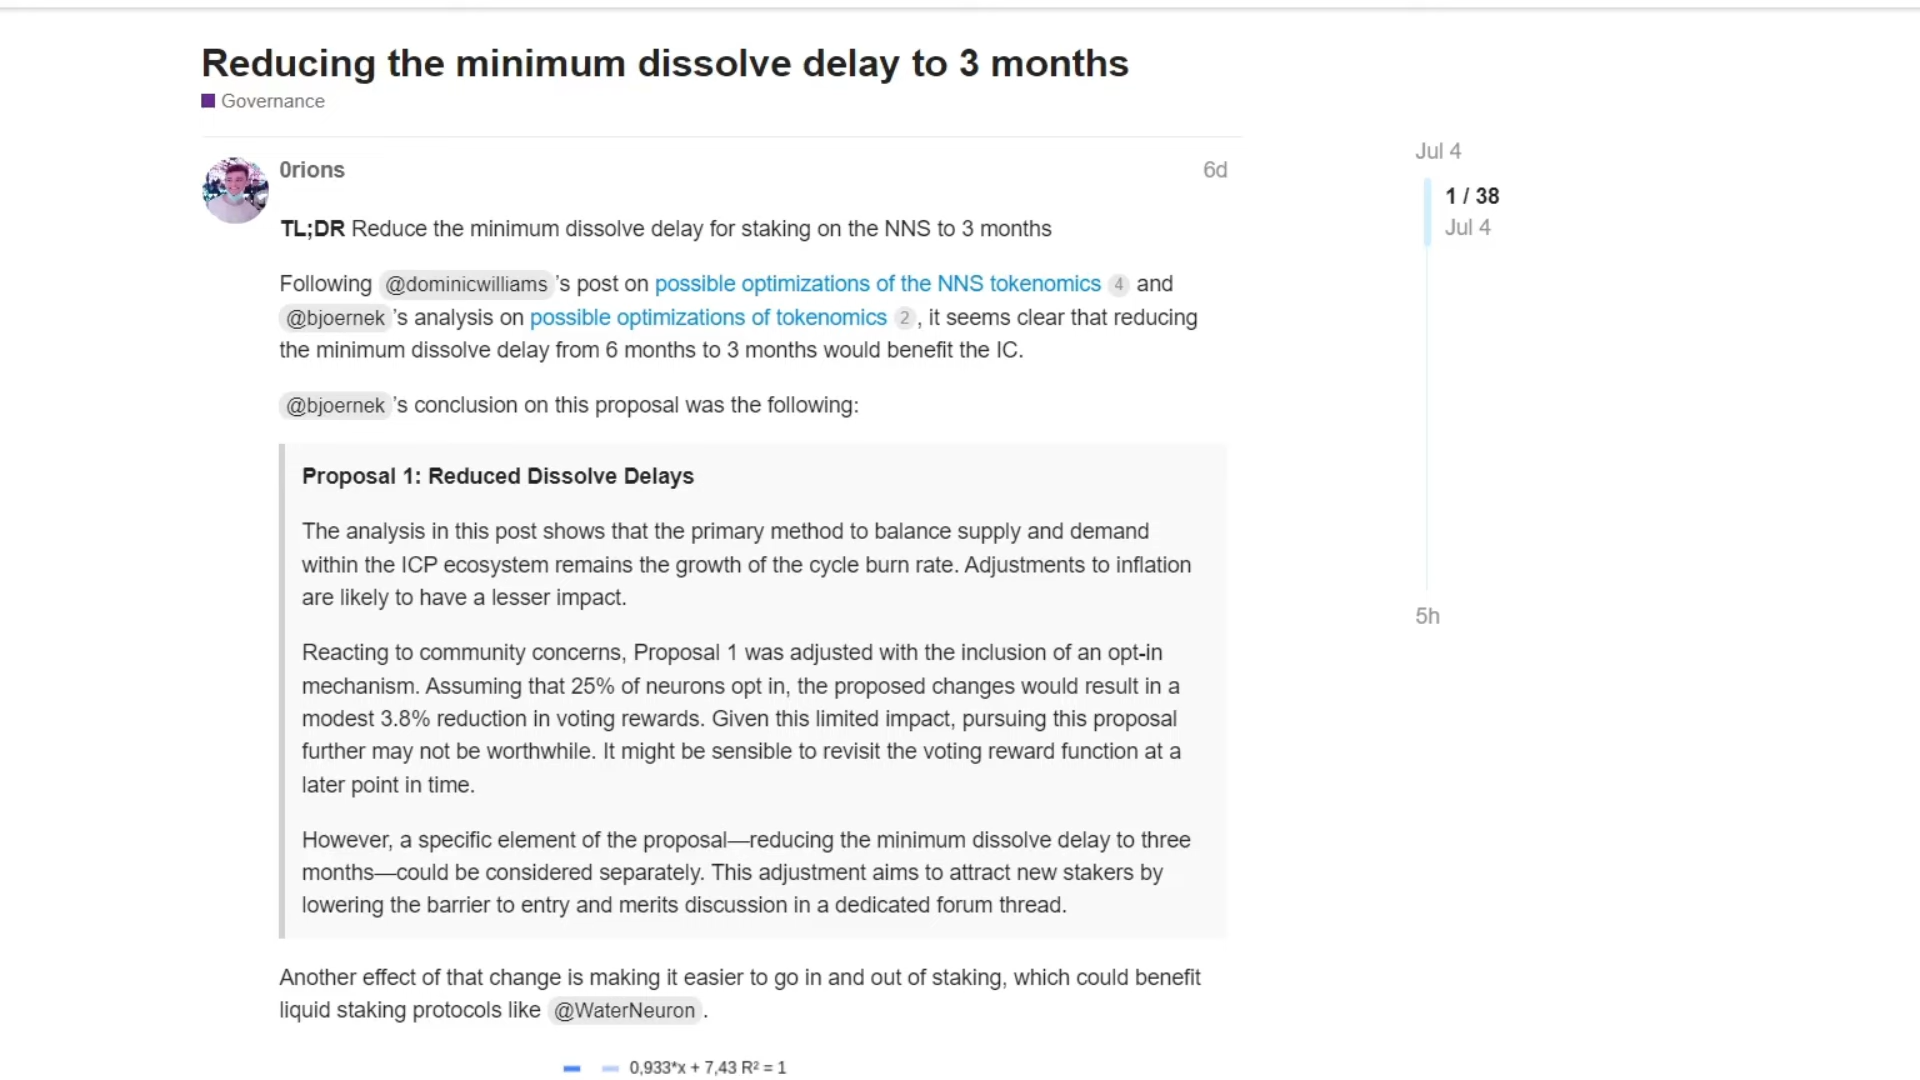 Reducing the minimum dissolve delay to 3 months
Governance
0rions
6d
TL;DR Reduce the minimum dissolve delay for staking on the NNS to 3 months
Following @dominicwilliams 's post on possible optimizations of the NNS tokenomics 4 and
@bjoernek 's analysis on possible optimizations of tokenomics 2 , it seems clear that reducing
the minimum dissolve delay from 6 months to 3 months would benefit the IC.
@bjoernek 's conclusion on this proposal was the following:
Proposal 1: Reduced Dissolve Delays
The analysis in this post shows that the primary method to balance supply and demand
within the ICP ecosystem remains the growth of the cycle burn rate. Adjustments to inflation
are likely to have a lesser impact.
Reacting to community concerns, Proposal 1 was adjusted with the inclusion of an opt-in
mechanism. Assuming that 25% of neurons opt in, the proposed changes would result in a
modest 3.8% reduction in voting rewards. Given this limited impact, pursuing this proposal
further may not be worthwhile. It might be sensible to revisit the voting reward function at a
later point in time.
However, a specific element of the proposal—reducing the minimum dissolve delay to three
months—could be considered separately. This adjustment aims to attract new stakers by
lowering the barrier to entry and merits discussion in a dedicated forum thread.
Another effect of that change is making it easier to go in and out of staking, which could benefit
liquid staking protocols like @WaterNeuron .
0,933*x + 7,43 R² = 1
Jul 4
1 / 38
Jul 4
5h